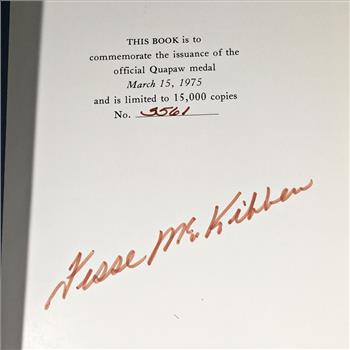 THIS BOOK is to
commemorate the issuance of the
official Quapaw medal
March 15, 1975
and is limited to 15,000 copies
No. 3561
Jesse McKibben